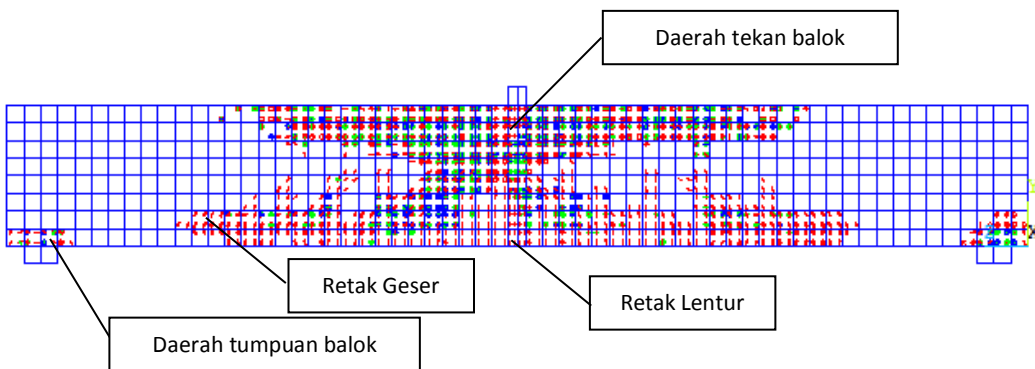 Daerah tekan balok
Retak Geser
Retak Lentur
Daerah tumpuan balok